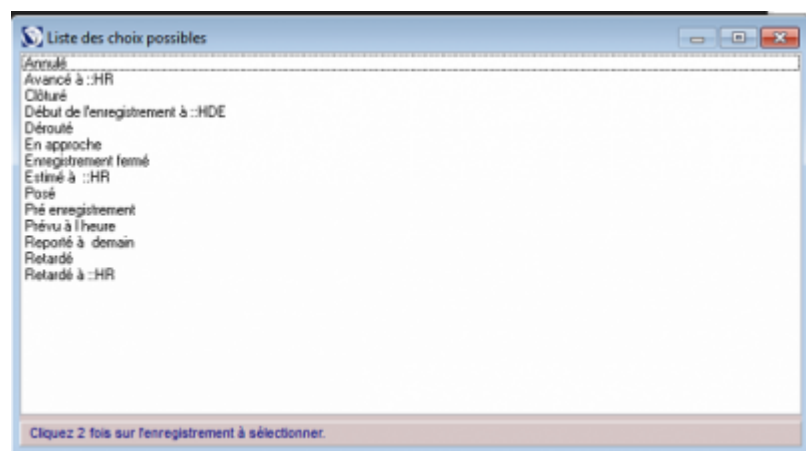 Liste des choix possibles
Annulé
Avancé à ::HR
Clôturé
Début de l'enregistrement à ::HDE
Dérouté
En approche
Enregistrement fermé
Estimé à ::HR
Posé
Pré enregistrement
Prévu à l heure
Reporté à demain
Retardé
Retardé à ::HR
Cliquez 2 fois sur l'enregistrement à sélectionner.